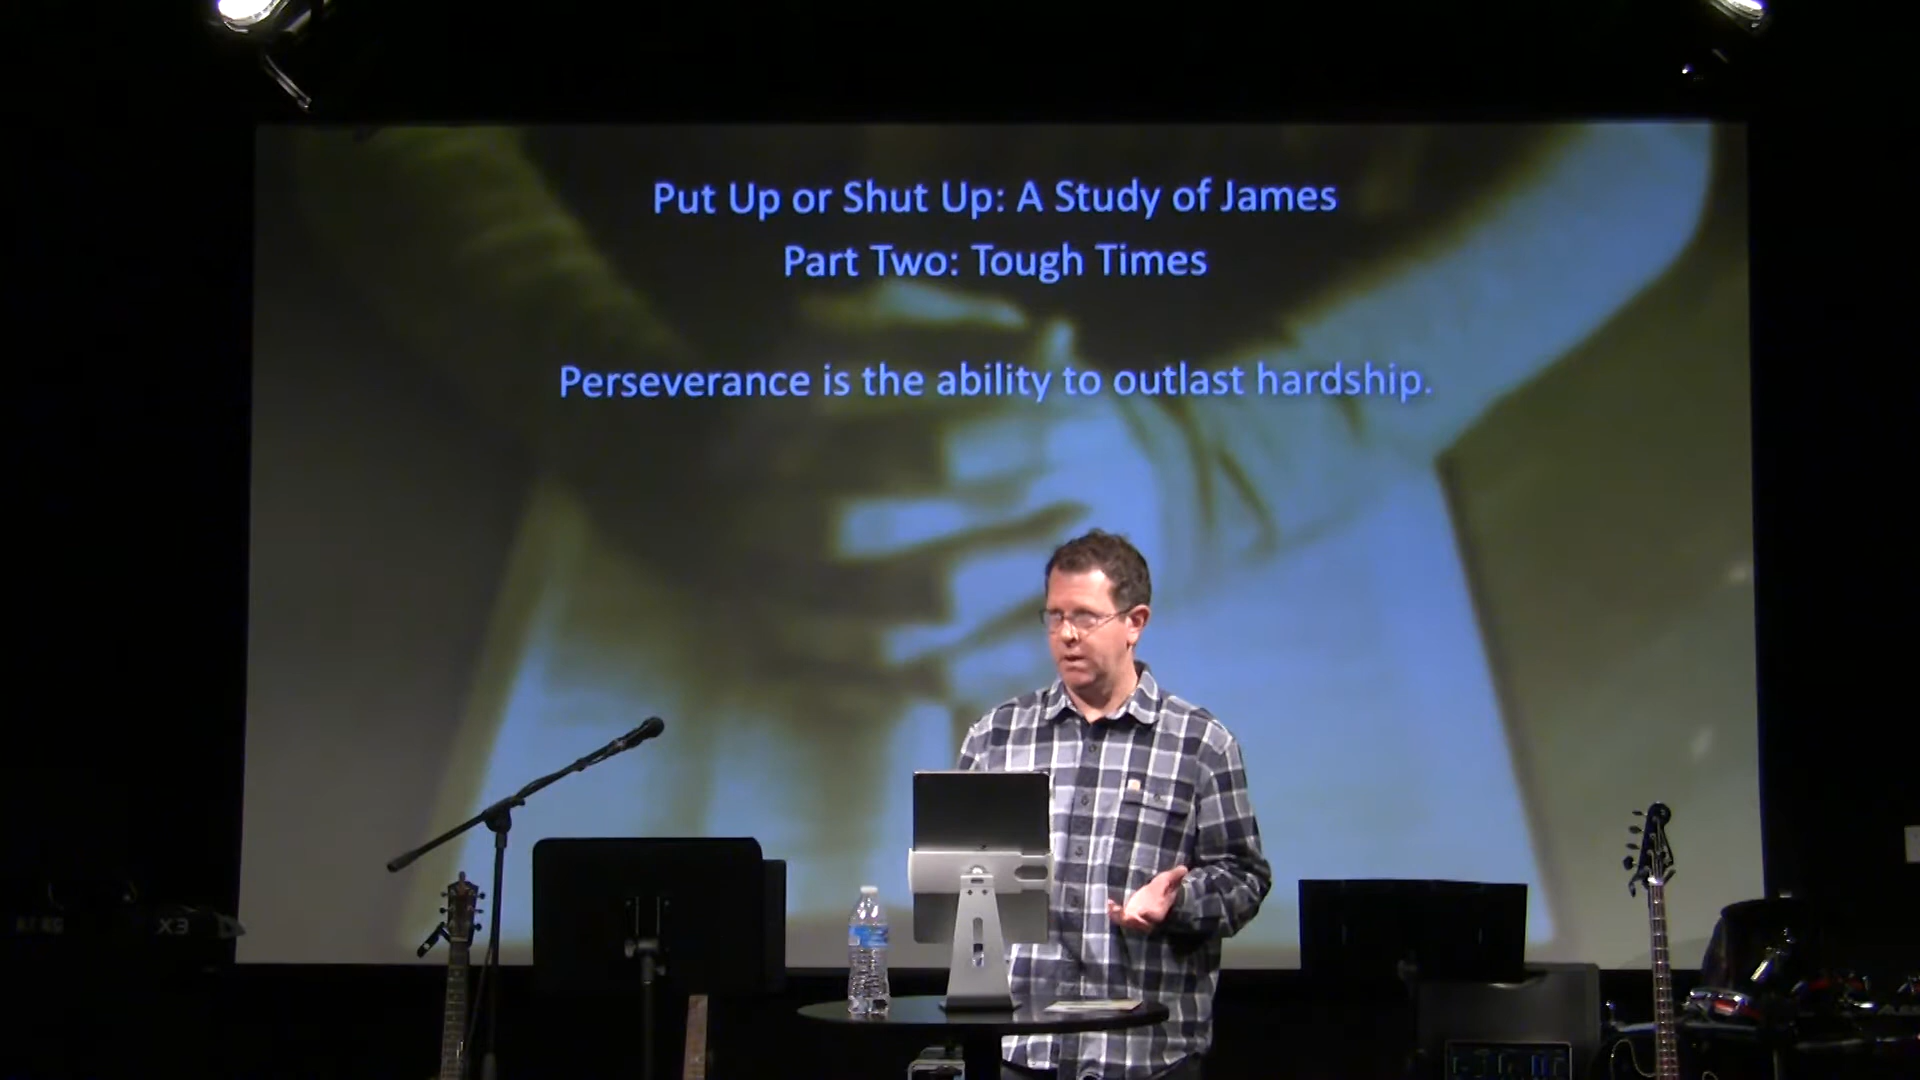 Put Up or Shut Up: A Study of James
Part Two: Tough Times
Perseverance is the ability to outlast hardship.
X3